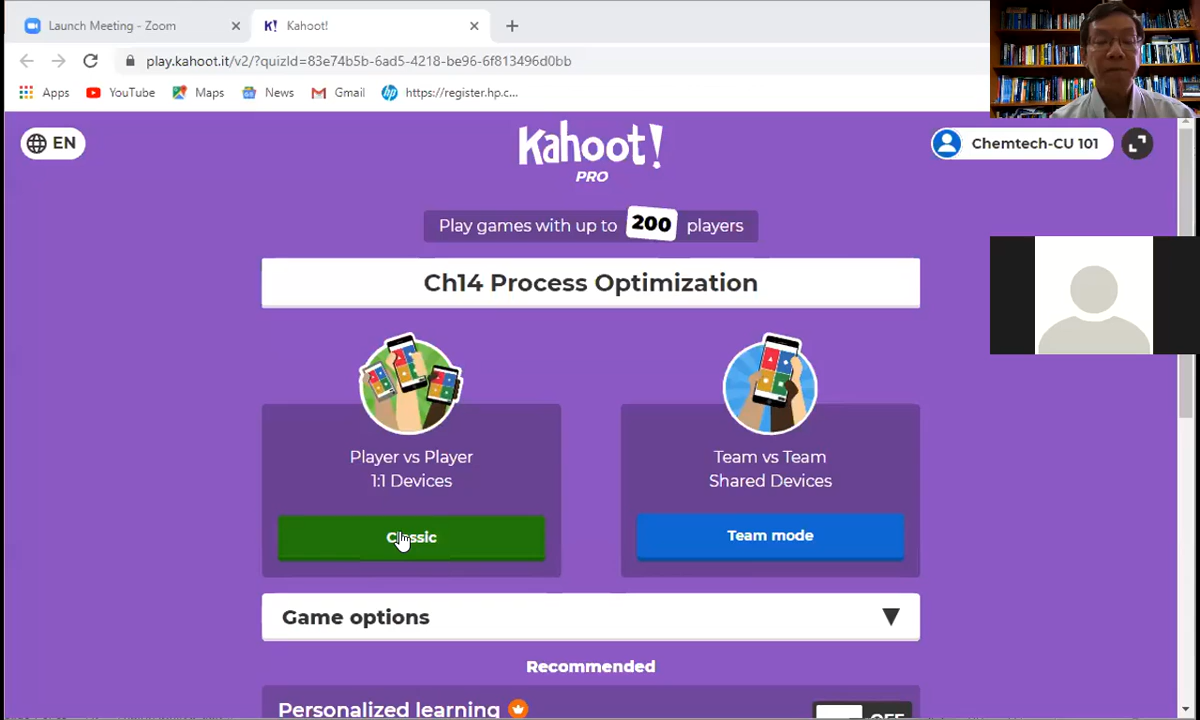 Launch Meeting - Zoom
K! Kahoot!
play.kahoot.it/v2/?quizId=83e74b5b-6ad5-4218-be96-6f813496d0bb
Apps YouTube Maps News Gmail https://register.hp.c...
EN
Kahoot!
PRO
Chemtech-CU 101
Play games with up to 200 players
Ch14 Process Optimization
Player vs Player
1:1 Devices
Classic
Team vs Team
Shared Devices
Team mode
Game options
Recommended
Personalized learning
OFF